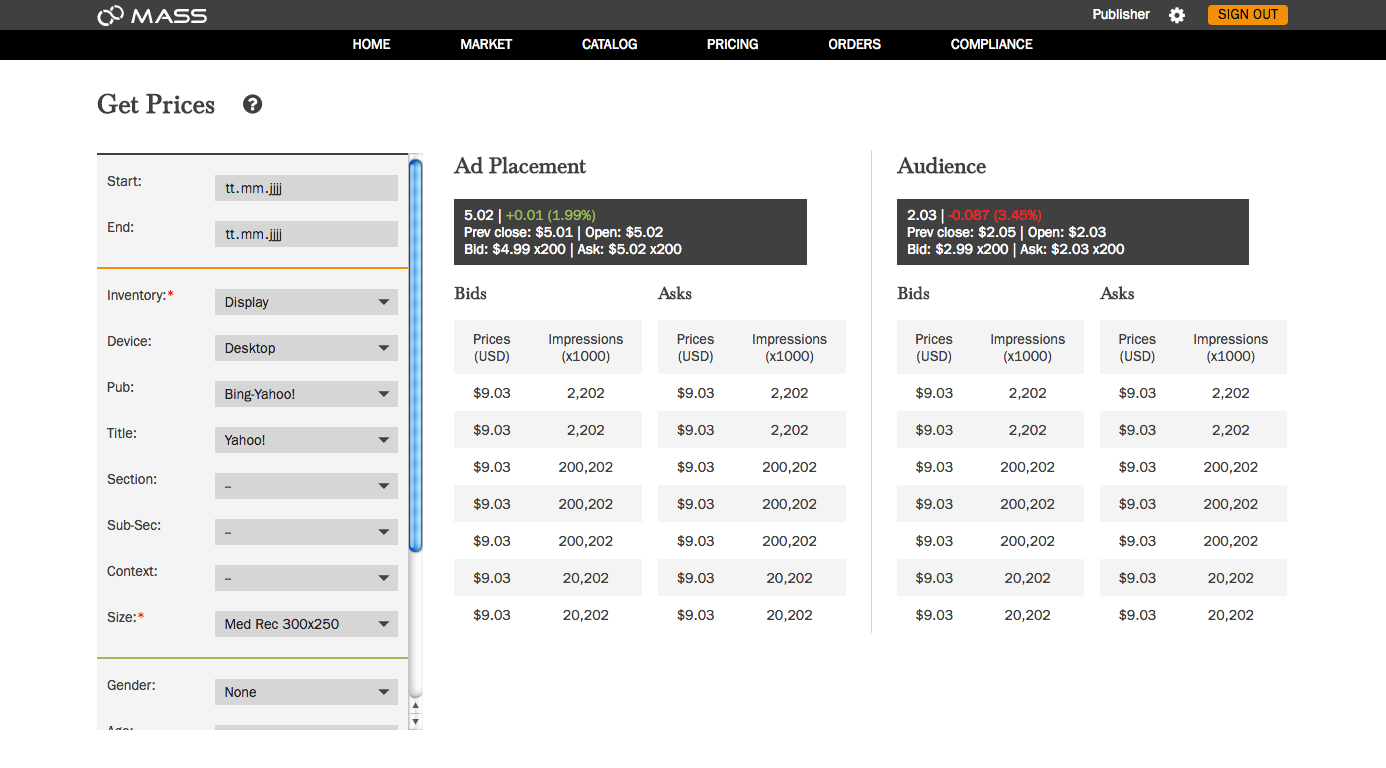 MASS
Publisher
SIGN OUT
HOME MARKET CATALOG PRICING ORDERS COMPLIANCE
Get Prices ?
Start: tt.mm.jjjj
End: tt.mm.jjjj
Inventory:* Display
Device: Desktop
Pub: Bing-Yahoo!
Title: Yahoo!
Section: –
Sub-Sec: –
Context: –
Size:* Med Rec 300x250
Gender: None
Ad Placement
5.02 | +0.01 (1.99%)
Prev close: $5.01 | Open: $5.02
Bid: $4.99 x200 | Ask: $5.02 x200
Bids Asks
Prices Impressions Prices Impressions
(USD) (x1000) (USD) (x1000)
$9.03 2,202 $9.03 2,202
$9.03 2,202 $9.03 2,202
$9.03 200,202 $9.03 200,202
$9.03 200,202 $9.03 200,202
$9.03 200,202 $9.03 200,202
$9.03 20,202 $9.03 20,202
$9.03 20,202 $9.03 20,202
Audience
2.03 | -0.087 (3.45%)
Prev close: $2.05 | Open: $2.03
Bid: $2.99 x200 | Ask: $2.03 x200
Bids Asks
Prices Impressions Prices Impressions
(USD) (x1000) (USD) (x1000)
$9.03 2,202 $9.03 2,202
$9.03 2,202 $9.03 2,202
$9.03 200,202 $9.03 200,202
$9.03 200,202 $9.03 200,202
$9.03 200,202 $9.03 200,202
$9.03 20,202 $9.03 20,202
$9.03 20,202 $9.03 20,202